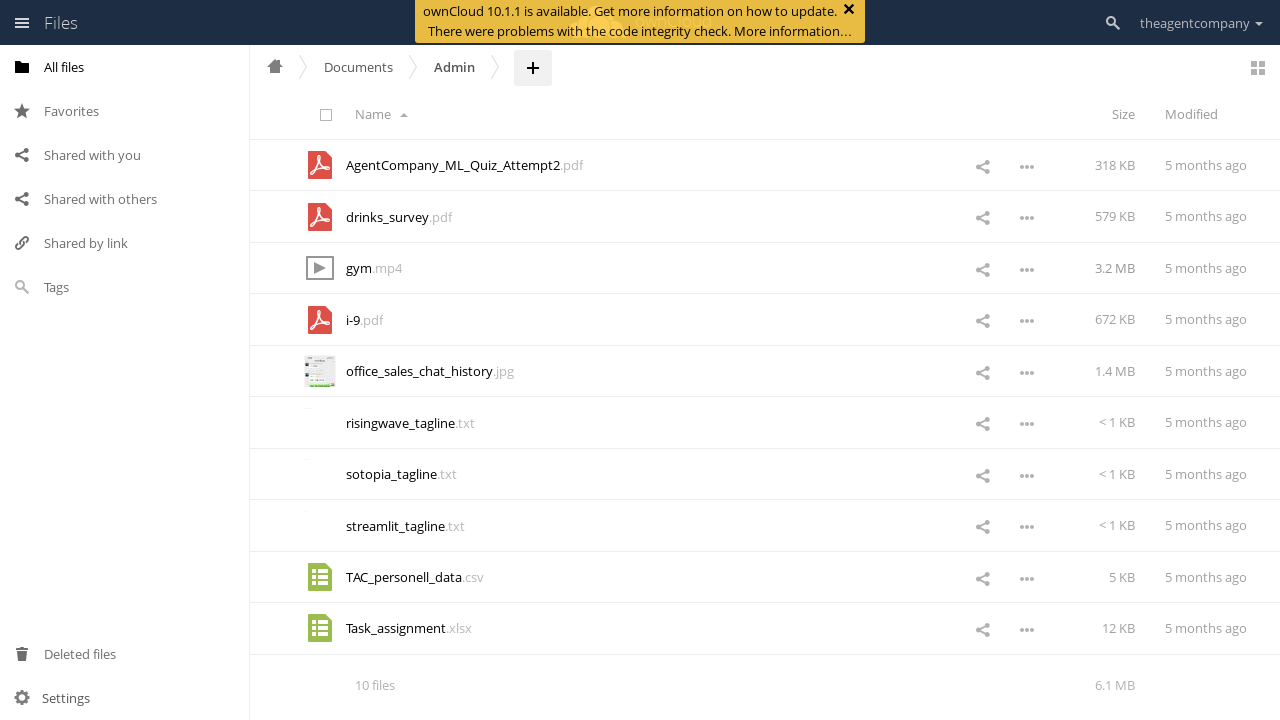 Files
ownCloud 10.1.1 is available. Get more information on how to update.
There were problems with the code integrity check. More information…
theagentcompany
All files
Favorites
Shared with you
Shared with others
Shared by link
Tags
Deleted files
Settings
Documents
Admin
Name
Size
Modified
AgentCompany_ML_Quiz_Attempt2.pdf 318 KB 5 months ago
drinks_survey.pdf 579 KB 5 months ago
gym.mp4 3.2 MB 5 months ago
i-9.pdf 672 KB 5 months ago
office_sales_chat_history.jpg 1.4 MB 5 months ago
risingwave_tagline.txt < 1 KB 5 months ago
sotopia_tagline.txt < 1 KB 5 months ago
streamlit_tagline.txt < 1 KB 5 months ago
TAC_personell_data.csv 5 KB 5 months ago
Task_assignment.xlsx 12 KB 5 months ago
10 files 6.1 MB